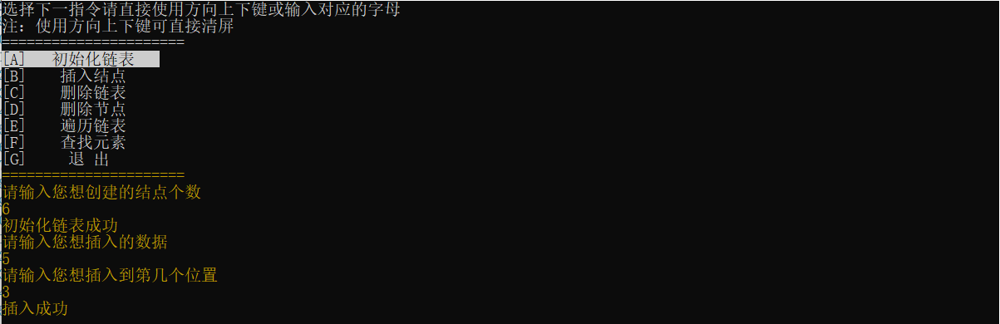 选择下一指令请直接使用方向上下键或输入对应的字母
注：使用方向上下键可直接清屏
======================
[A]   初始化链表
[B]    插入结点
[C]    删除链表
[D]    删除节点
[E]    遍历链表
[F]    查找元素
[G]     退 出
======================
请输入您想创建的结点个数
6
初始化链表成功
请输入您想插入的数据
5
请输入您想插入到第几个位置
3
插入成功